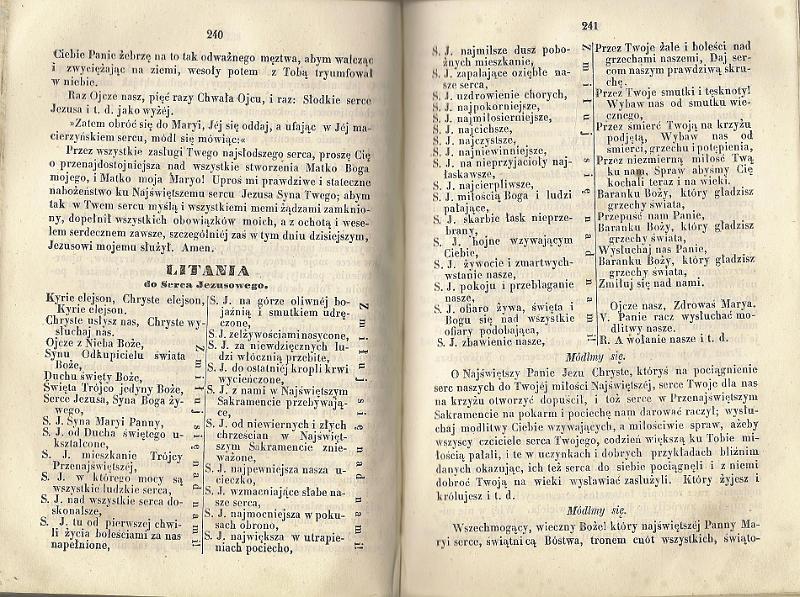 240
Ciebie Panie żebrzę na to tak odważnego męztwa, abym walcząc
i zwyciężając na ziemi, wesoły potem z Tobą tryumfował
w niebie.
Raz Ojcze nasz, pięć razy Chwała Ojcu, i raz: Słodkie serce
Jezusa i t. d. jako wyżéj.
»Zatem obróć się do Maryi, Jéj się oddaj, a ufając w Jéj ma-
cierzyńskiem sercu, módl się mówiąc:«
Przez wszystkie zasługi Twego najsłodszego serca, proszę Cię
o przenajdostojniejsza nad wszystkie stworzenia Matko Boga
mojego, i Matko moja Maryo! Uproś mi prawdziwe i stateczne
nabożeństwo ku Najświętszemu sercu Jezusa Syna Twego; abym
tak w Twem sercu myślą i wszystkiemi memi żądzami zamknio-
ny, dopełnił wszystkich obowiązków moich, a z ochotą i wese-
lem serdecznem zawsze, szczególniéj zaś w tym dniu dzisiejszym,
Jezusowi mojemu służył. Amen.
LITANIA
do Serca Jezusowego.
Kyrie elejson, Chryste elejson,
Kyrie elejson.
Chryste usłysz nas, Chryste wy-
słuchaj nas.
Ojcze z Nieba Boże,
Synu Odkupicielu świata
Boże,
Duchu święty Boże,
Święta Trójco jedyny Boże,
Serce Jezusa, Syna Boga ży-
wego,
S. J. Syna Maryi Panny,
S. J. od Ducha świętego u-
kształcone,
S. J. mieszkanie Trójcy
Przenajświętszéj,
S. J. w którego mocy są
wszystkie ludzkie serca,
S. J. nad wszystkie serca do-
skonalsze,
S. J. tu od pierwszej chwi-
li życia boleściami za nas
napełnione,
Zmiłuj się nad nami!
S. J. na górze oliwnéj bo-
jaźnią i smutkiem udrę-
czone,
S. J. zelżywościami nasycone,
S. J. za niewdzięcznych lu-
dzi włócznią przebite,
S. J. do ostatniéj kropli krwi
wycieńczone,
S. J. z nami w Najświętszym
Sakramencie przebywają-
ce,
S. J. od niewiernych i złych
chrześcian w Najświęt-
szym Sakramencie znie-
ważone,
S. J. najpewniejsza nasza u-
cieczko,
S. J. wzmacniające słabe na-
sze serca,
S. J. najmocniejsza w poku-
sach obrono,
S. J. największa w utrapie-
niach pociecho,
Zmiłuj się nad nami!
241
S. J. najmilsze dusz pobo-
żnych mieszkanie,
S. J. zapalające oziębłe na-
sze serca,
S. J. uzdrowienie chorych,
S. J. najpokorniejsze,
S. J. najmiłosierniejsze,
S. J. najcichsze,
S. J. najczystsze,
S. J. najniewinniejsze,
S. J. na nieprzyjacioły naj-
łaskawsze,
S. J. najcierpliwsze,
S. J. miłością Boga i ludzi
pałające,
S. J. skarbie łask nieprze-
brany,
S. J. hojne wzywającym
Ciebie,
S. J. żywocie i zmartwych-
wstanie nasze,
S. J. pokoju i przebłaganie
nasze,
S. J. ofiaro żywa, święta i
Bogu się nad wszystkie
ofiary podobająca,
S. J. zbawienie nasze,
Zmiłuj się nad nami!
Przez Twoje żale i boleści nad
grzechami naszemi, Daj ser-
com naszym prawdziwą skru-
chę.
Przez Twoje smutki i tęsknoty!
Wybaw nas od smutku wie-
cznego,
Przez śmierć Twoją na krzyżu
podjętą, Wybaw nas od
śmierci, grzechu i potępienia,
Przez niezmierną miłość Twą
ku nam, Spraw abyśmy Cię
kochali teraz i na wieki.
Baranku Boży, który gładzisz
grzechy świata,
Przepuść nam Panie,
Baranku Boży, który gładzisz
grzechy świata,
Wysłuchaj nas Panie,
Baranku Boży, który gładzisz
grzechy świata,
Zmiłuj się nad nami.
Ojcze nasz, Zdrowaś Marya.
V. Panie racz wysłuchać mo-
dlitwy nasze.
R. A wołanie nasze i t. d.
Módlmy się.
O Najświętszy Panie Jezu Chryste, któryś na pociągnienie
serc naszych do Twojéj miłości Najświętszéj, serce Twoje dla nas
na krzyżu otworzyć dopuścił, i toż serce w Przenajświętszym
Sakramencie na pokarm i pociechę nam darować raczył; wysłu-
chaj modlitwy Ciebie wzywających, a miłościwie spraw, ażeby
wszyscy czciciele serca Twojego, codzień większą ku Tobie mi-
łością pałali, i te w uczynkach i dobrych przykładach bliźnim
danych okazując, ich też serca do siebie pociągnęli i z niemi
dobroć Twoją na wieki wysławiać zasłużyli. Który żyjesz i
królujesz i t. d.
Módlmy się.
Wszechmogący, wieczny Boże! który najświętszéj Panny Ma-
ryi serce, świątnicą Bóstwa, tronem cnót wszystkich, świąto-